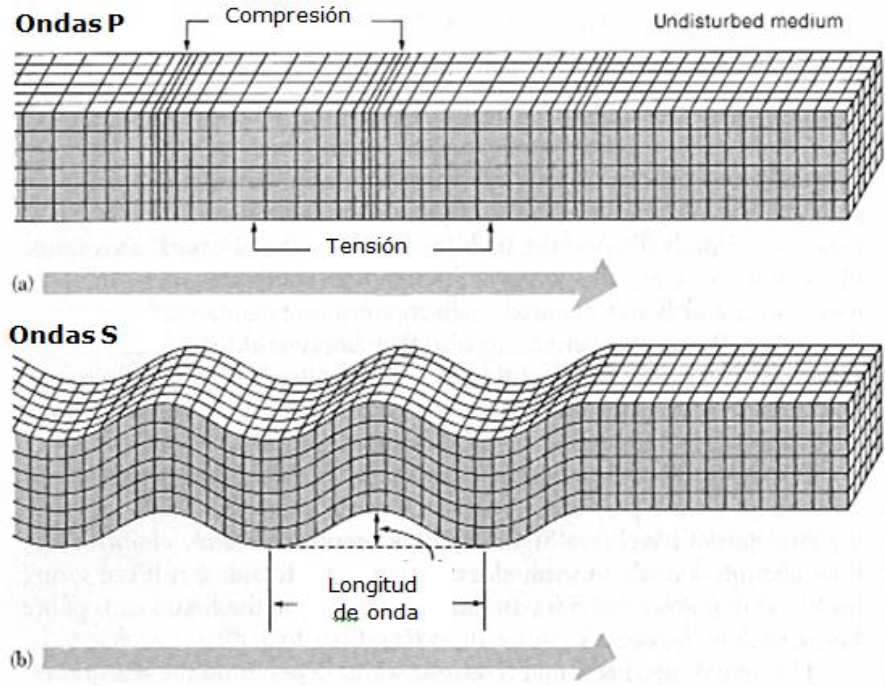 Ondas P
Compresión
Undisturbed medium
Tensión
(a)
Ondas S
Longitud
de onda
(b)